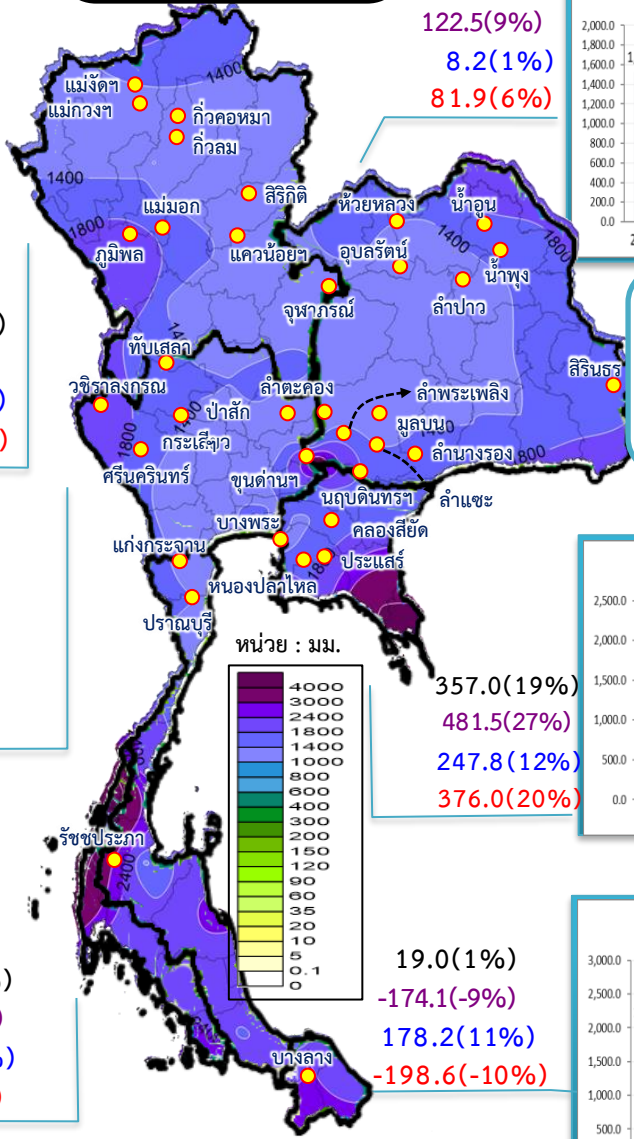 122.5(9%)
8.2(1%)
81.9(6%)
2,000.0
1,800.0
1,600.0
1,400.0
1,200.0
1,000.0
800.0
600.0
400.0
200.0
0.0
แม่งัดฯ
แม่กวงฯ
1400
กิ่วคอหมา
กิ่วลม
1400
สิริกิติ์
แม่มอก
ห้วยหลวง
น้ำอูน
1800
1400
1800
ภูมิพล
แควน้อยฯ
อุบลรัตน์
น้ำพุง
จุฬาภรณ์
ลำปาว
ทับเสลา
สิรินธร
วชิราลงกรณ
ลำตะคอง
ลำพระเพลิง
ป่าสัก
มูลบน
1400
1800
กระเสียว
ลำนางรอง
ศรีนครินทร์
ขุนด่านฯ
นฤบดินทรฯ
ลำแซะ
บางพระ
คลองสียัด
แก่งกระจาน
ประแสร์
หนองปลาไหล
ปราณบุรี
หน่วย : มม.
4000
3000
2400
1800
1400
1000
800
600
400
300
200
150
120
90
60
35
20
10
5
0.1
0
357.0(19%)
481.5(27%)
247.8(12%)
376.0(20%)
2,500.0
2,000.0
1,500.0
1,000.0
500.0
0.0
รัชชประภา
2400
19.0(1%)
-174.1(-9%)
178.2(11%)
-198.6(-10%)
บางลาง
3,000.0
2,500.0
2,000.0
1,500.0
1,000.0
500.0